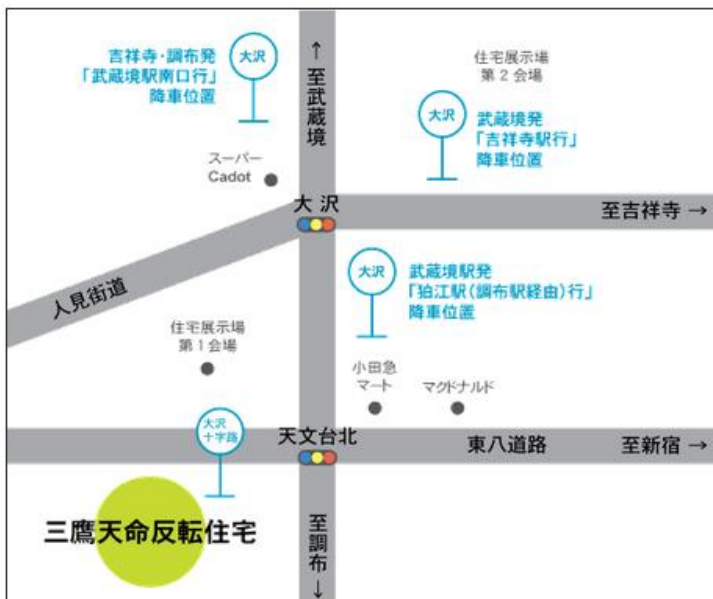 吉祥寺・調布発
「武蔵境駅南口行」
降車位置
大沢
↑至武蔵境
住宅展示場
第2会場
大沢
武蔵境発
「吉祥寺駅行」
降車位置
スーパー
Cadot
大沢
至吉祥寺 →
人見街道
大沢
武蔵境駅発
「狛江駅(調布駅経由)行」
降車位置
住宅展示場
第1会場
小田急
マート
マクドナルド
大沢
十字路
天文台北
東八道路
至新宿 →
三鷹天命反転住宅
至調布↓